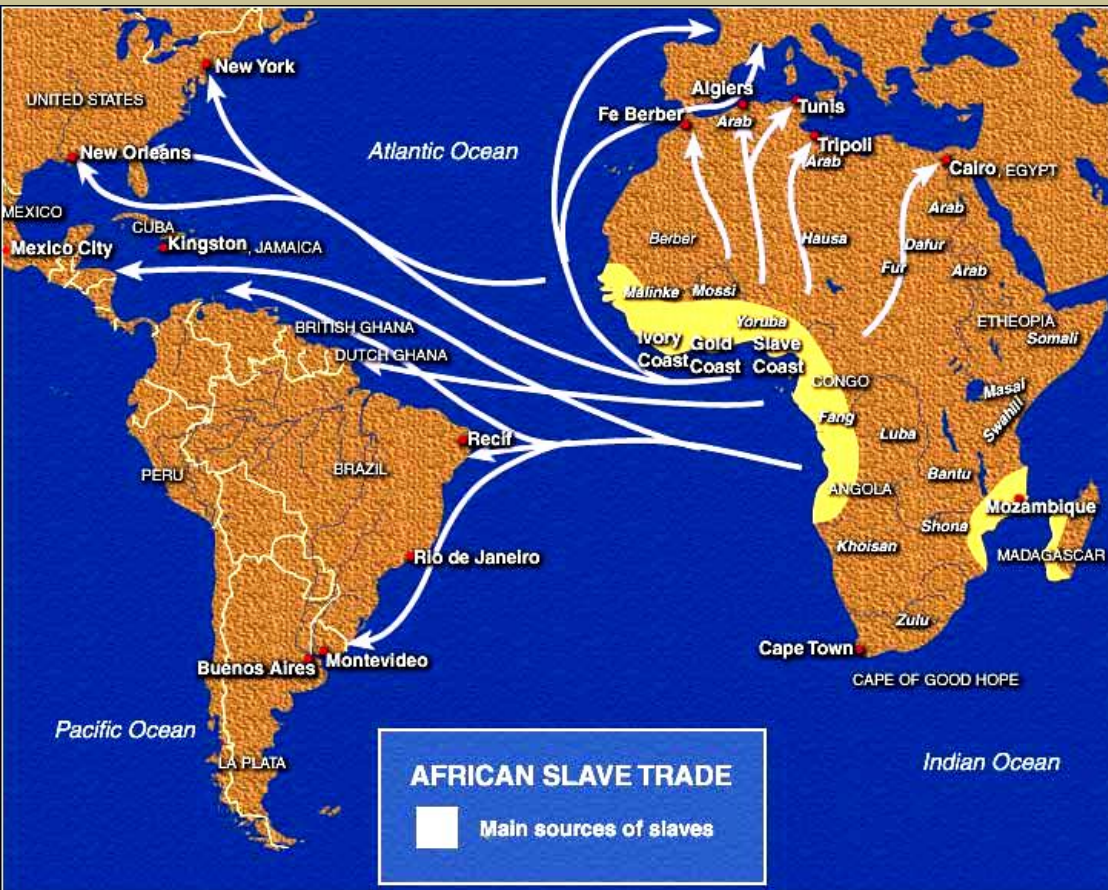 New York
UNITED STATES
New Orleans
Atlantic Ocean
MEXICO
CUBA
Mexico City
Kingston, JAMAICA
Algiers
Fe Berber
Arab
Tunis
Tripoli
Arab
Cairo, EGYPT
Arab
Berber
Hausa
Dafur
Fur
Arab
Malinke
Mossi
Yoruba
ETHEOPIA
Somali
BRITISH GHANA
DUTCH GHANA
Ivory
Coast
Gold
Coast
Slave
Coast
CONGO
Fang
Masai
Swahili
Luba
Recif
PERU
BRAZIL
Bantu
ANGOLA
Mozambique
Shona
Khoisan
MADAGASCAR
Rio de Janeiro
Zulu
Buenos Aires
Montevideo
Cape Town
CAPE OF GOOD HOPE
Pacific Ocean
LA PLATA
Indian Ocean
AFRICAN SLAVE TRADE
Main sources of slaves